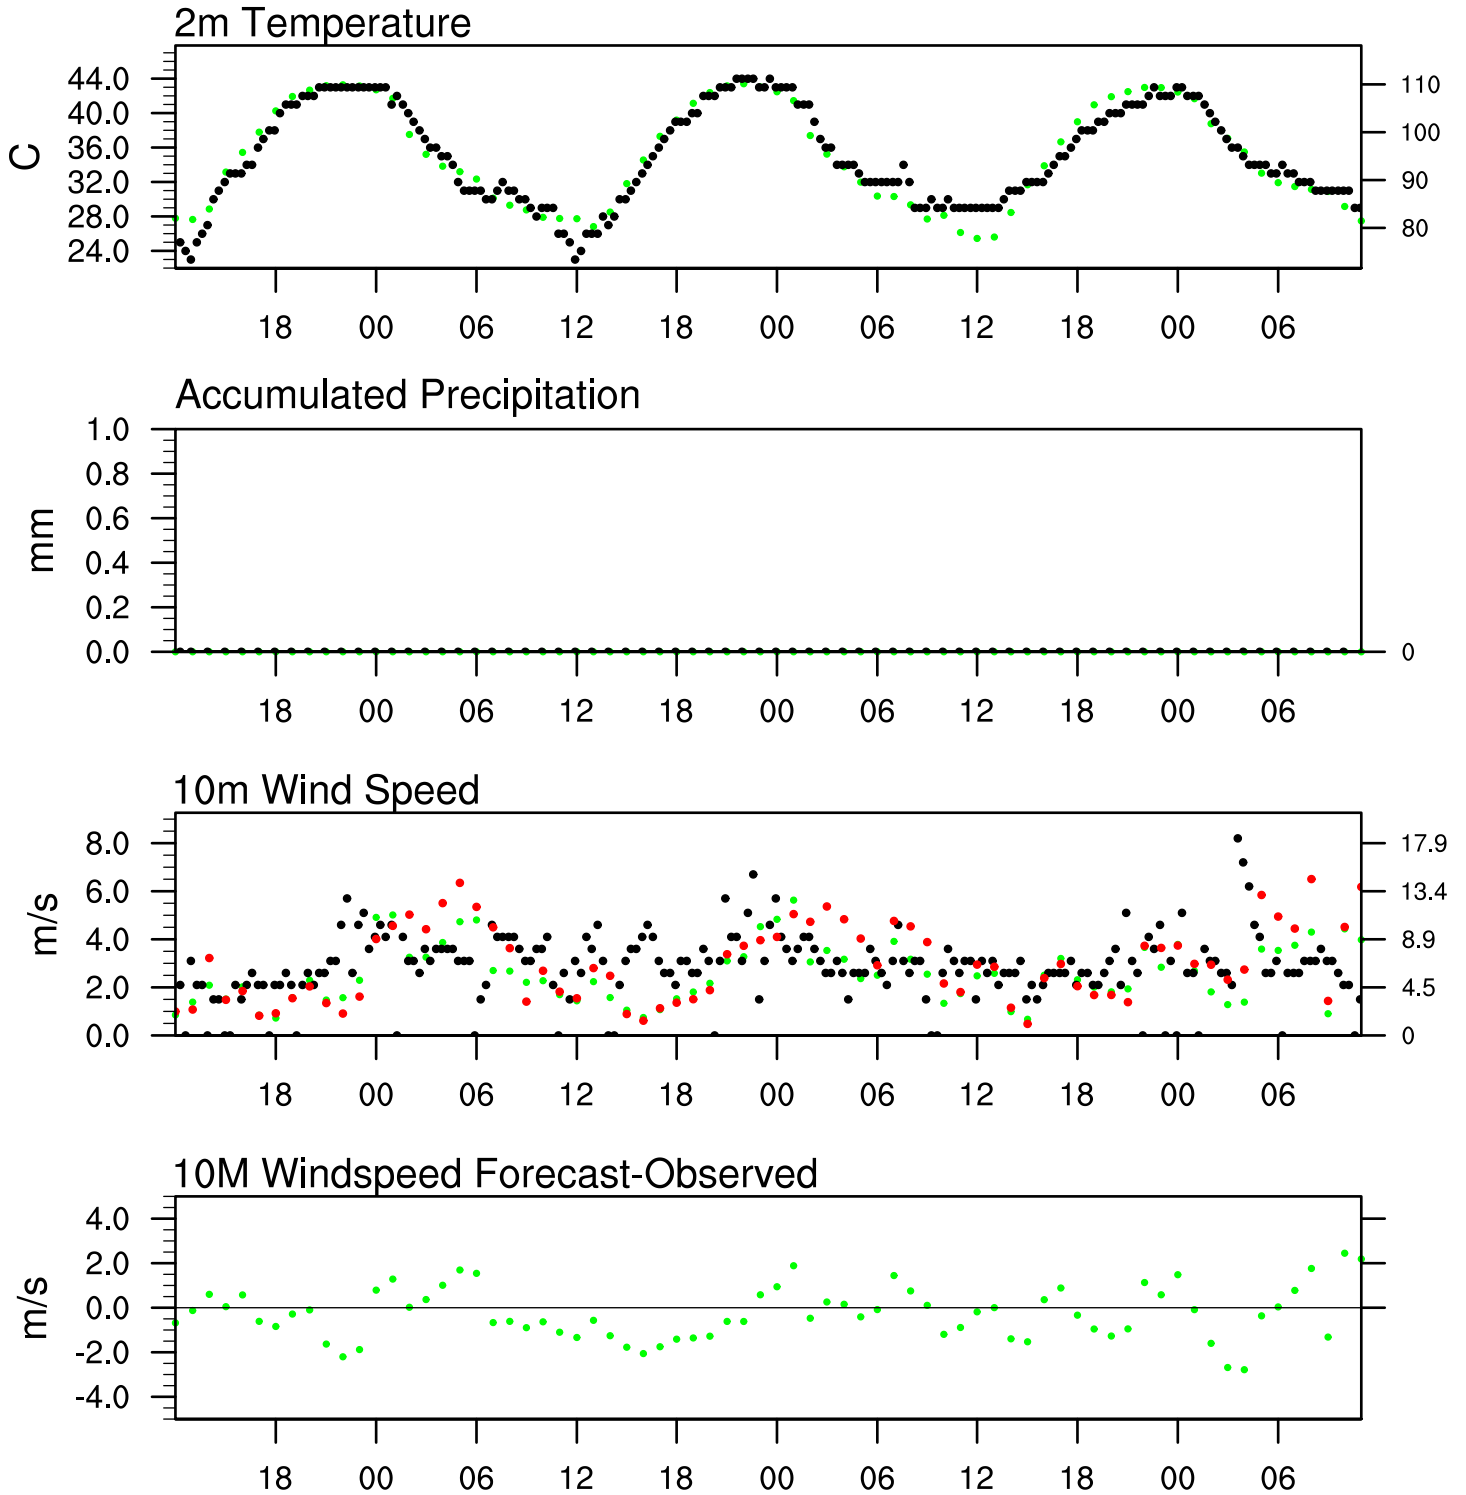 2m Temperature
44.0
40.0
36.0
32.0
28.0
24.0
C
110
100
90
80
18 00 06 12 18 00 06 12 18 00 06
Accumulated Precipitation
1.0
0.8
0.6
0.4
0.2
0.0
mm
0
18 00 06 12 18 00 06 12 18 00 06
10m Wind Speed
8.0
6.0
4.0
2.0
0.0
m/s
17.9
13.4
8.9
4.5
0
18 00 06 12 18 00 06 12 18 00 06
10M Windspeed Forecast-Observed
4.0
2.0
0.0
-2.0
-4.0
m/s
18 00 06 12 18 00 06 12 18 00 06